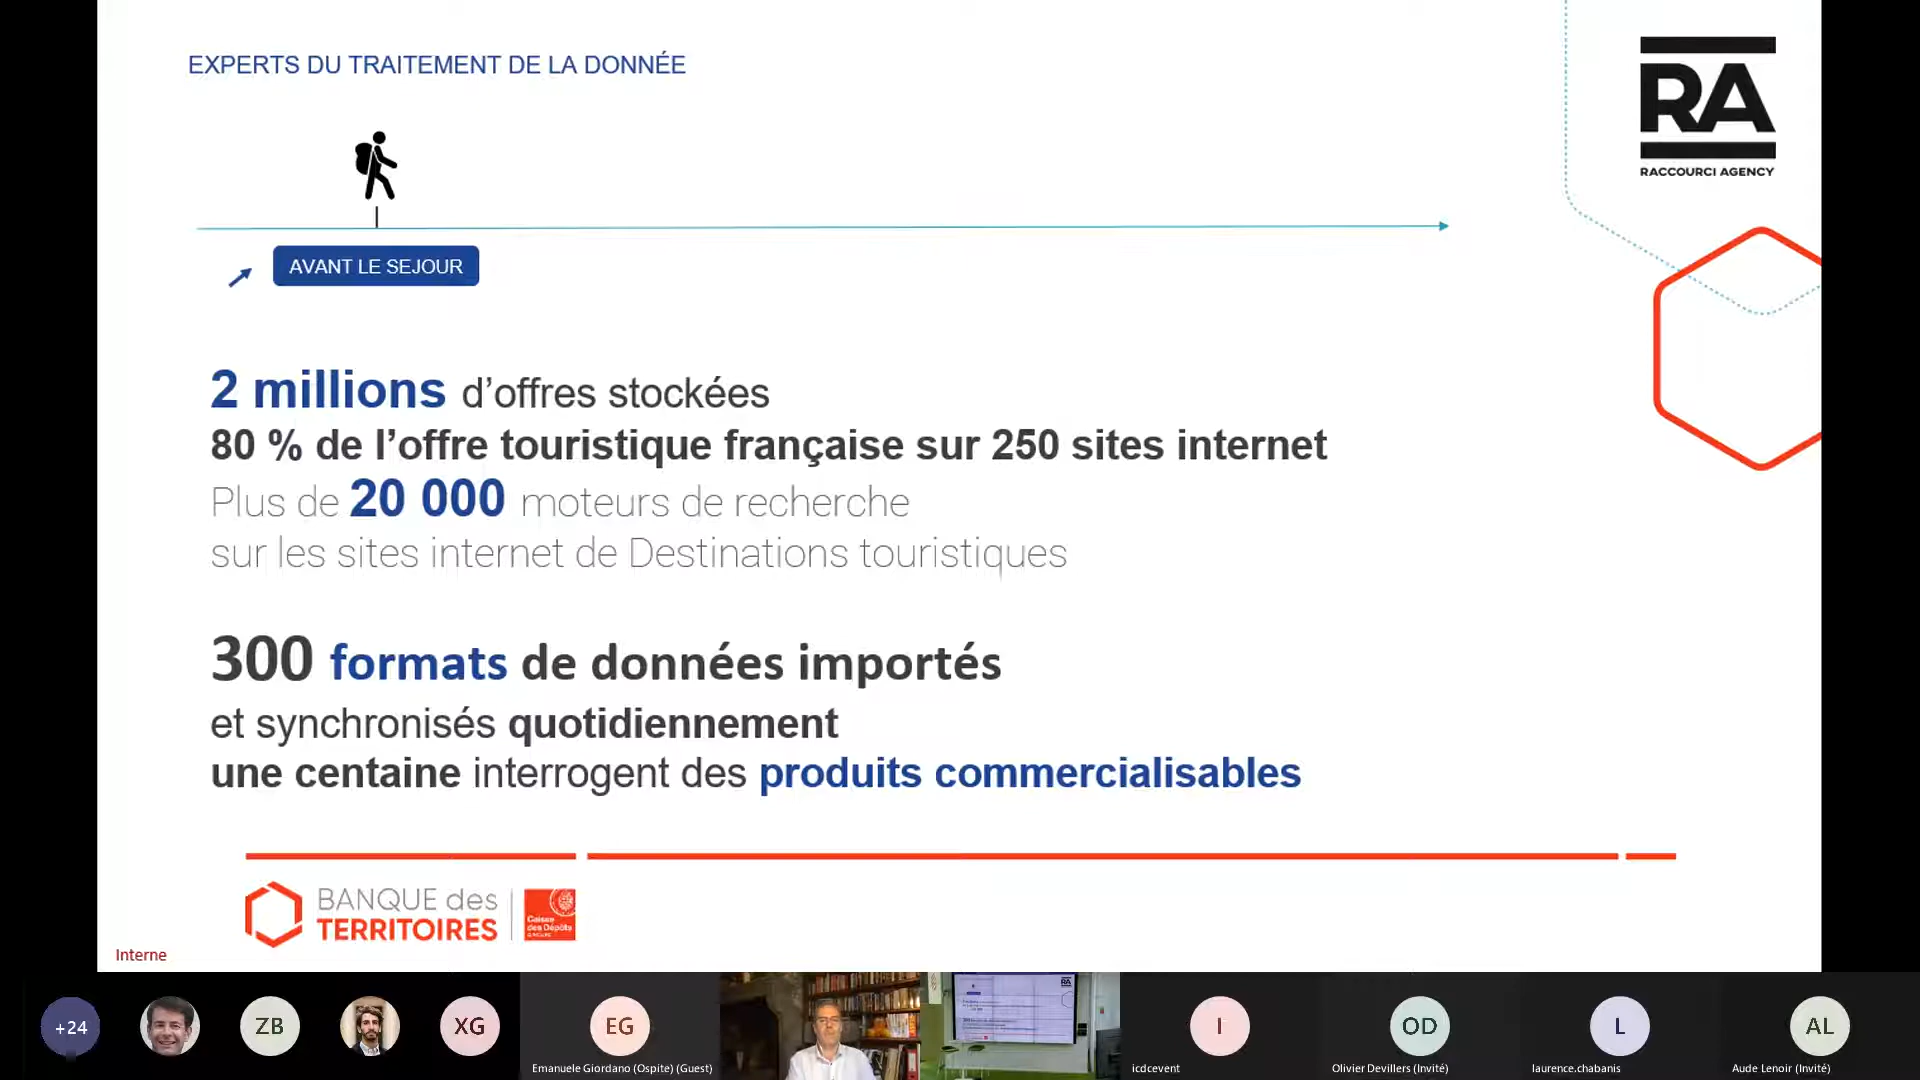 EXPERTS DU TRAITEMENT DE LA DONNÉE
RA
RACCOURCI AGENCY
AVANT LE SEJOUR
2 millions d’offres stockées
80 % de l’offre touristique française sur 250 sites internet
Plus de 20 000 moteurs de recherche
sur les sites internet de Destinations touristiques
300 formats de données importés
et synchronisés quotidiennement
une centaine interrogent des produits commercialisables
BANQUE des
TERRITOIRES
Caisse
des Dépôts
GROUPE
Interne
+24
ZB
XG
EG
I
OD
L
AL
Emanuele Giordano (Ospite) (Guest)
icdcevent
Olivier Devillers (Invité)
laurence.chabanis
Aude Lenoir (Invité)